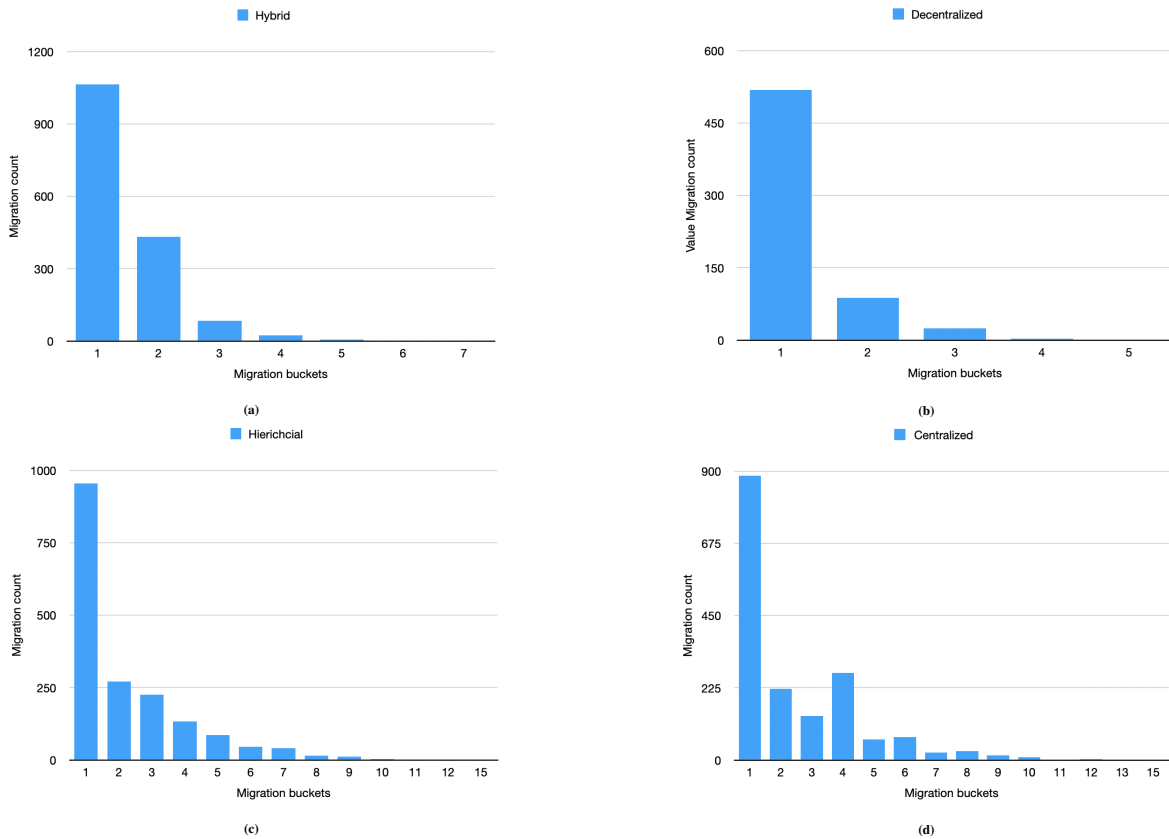 Hybrid
1200
900
600
300
0
Migration count
1 2 3 4 5 6 7
Migration buckets
(a)
Decentralized
600
450
300
150
0
Value Migration count
1 2 3 4 5
Migration buckets
(b)
Hierichcial
1000
750
500
250
0
Migration count
1 2 3 4 5 6 7 8 9 10 11 12 15
Migration buckets
(c)
Centralized
900
675
450
225
0
Migration count
1 2 3 4 5 6 7 8 9 10 11 12 13 15
Migration buckets
(d)